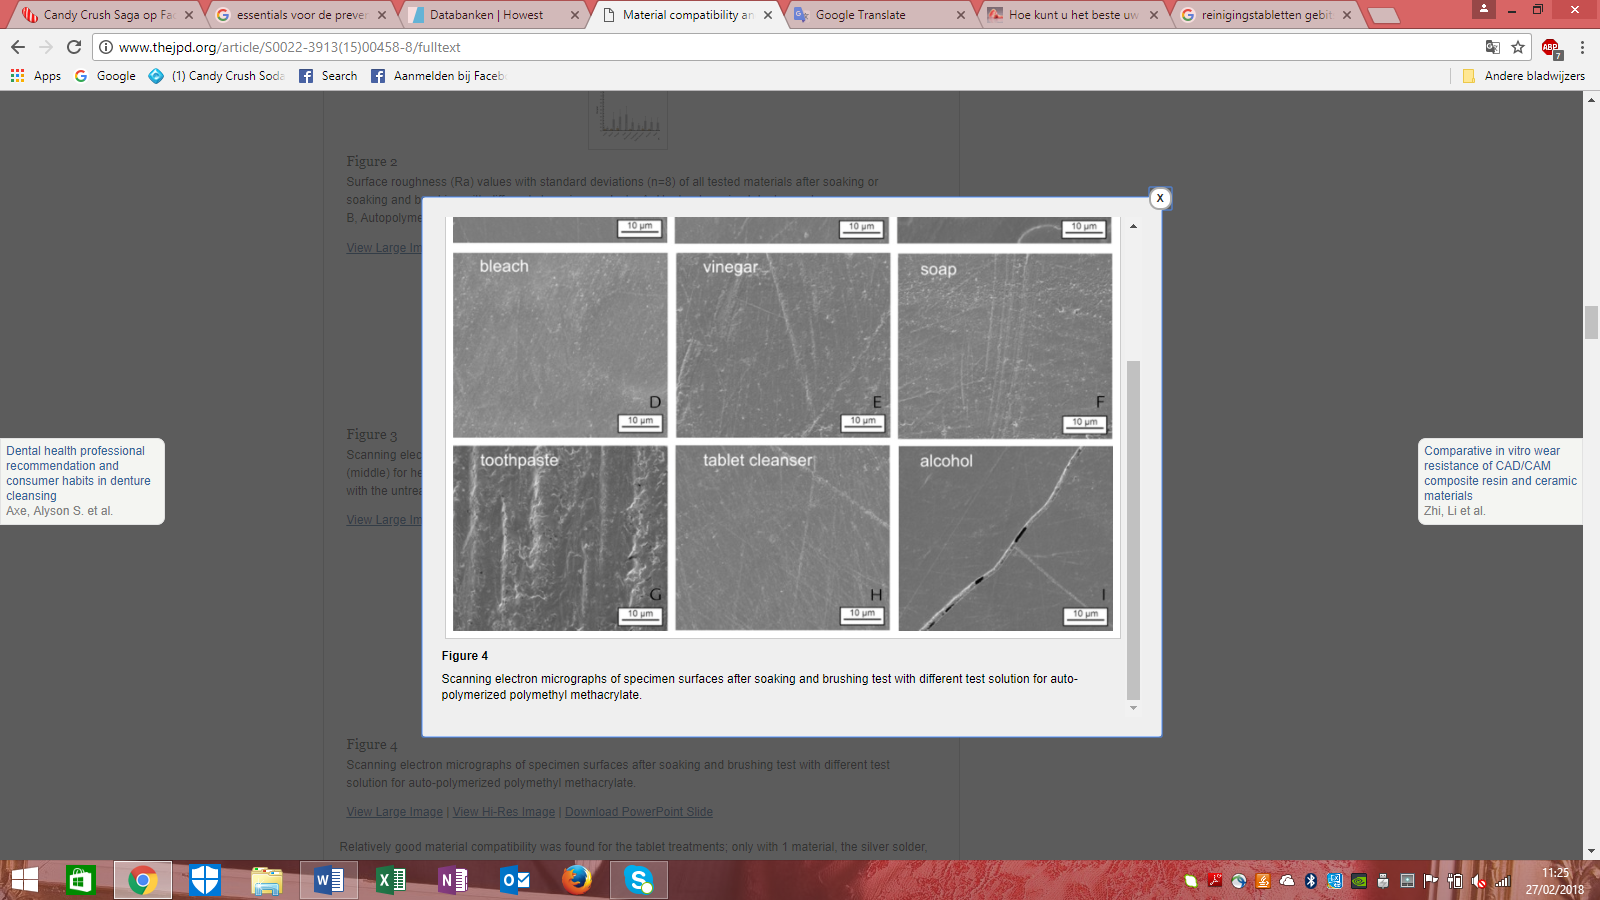 Candy Crush Saga op Fac
essentials voor de preven
Databanken | Howest
Material compatibility an
Google Translate
Hoe kunt u het beste uw
reinigingstabletten gebit
www.thejpd.org/article/S0022-3913(15)00458-8/fulltext
ABP
7
Apps
Google
(1) Candy Crush Soda
Search
Aanmelden bij Faceb
Andere bladwijzers
Figure 2
Surface roughness (Ra) values with standard deviations (n=8) of all tested materials after soaking or
soaking and b
B, Autopolyme
View Large Im
X
10 µm
10 µm
10 µm
bleach
D
10 µm
vinegar
E
10 µm
soap
F
10 µm
toothpaste
G
10 µm
tablet cleanser
H
10 µm
alcohol
I
10 µm
Figure 4
Scanning electron micrographs of specimen surfaces after soaking and brushing test with different test solution for auto-
polymerized polymethyl methacrylate.
Figure 3
Scanning elec
(middle) for he
with the untrea
View Large Im
Dental health professional
recommendation and
consumer habits in denture
cleansing
Axe, Alyson S. et al.
Comparative in vitro wear
resistance of CAD/CAM
composite resin and ceramic
materials
Zhi, Li et al.
Figure 4
Scanning electron micrographs of specimen surfaces after soaking and brushing test with different test
solution for auto-polymerized polymethyl methacrylate.
View Large Image | View Hi-Res Image | Download PowerPoint Slide
Relatively good material compatibility was found for the tablet treatments; only with 1 material, the silver solder,
11:25
27/02/2018